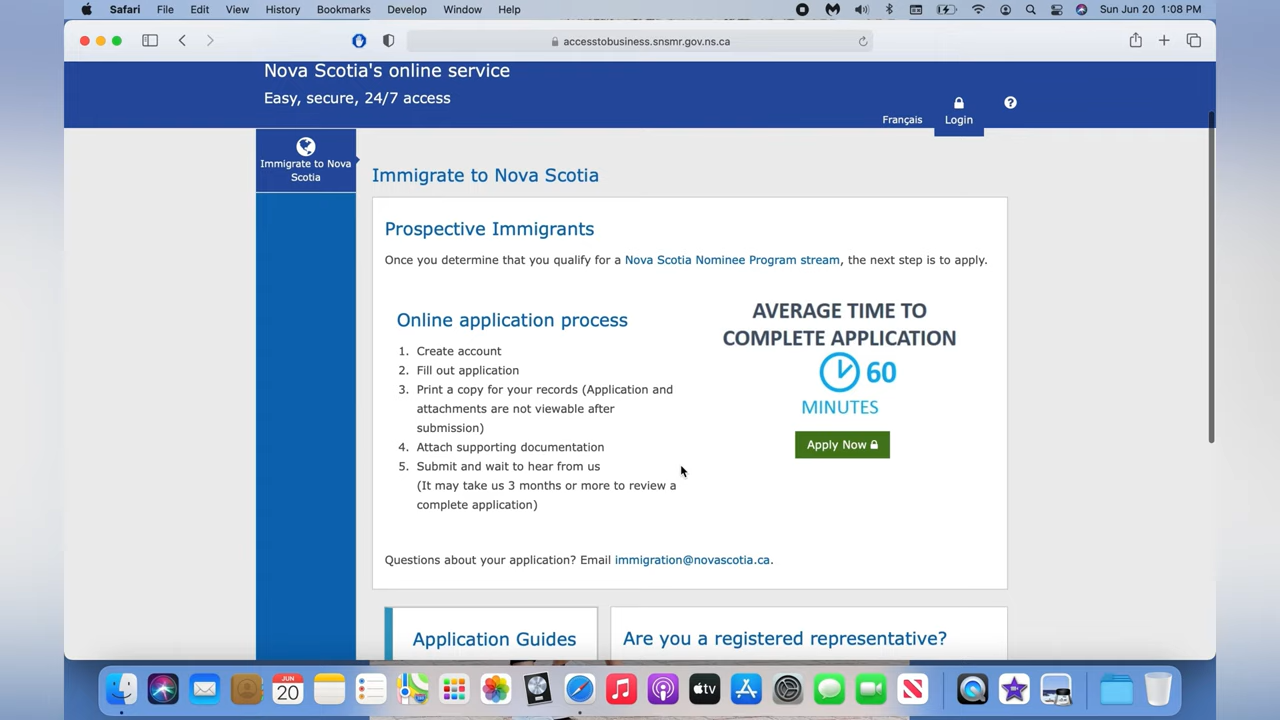 Safari File Edit View History Bookmarks Develop Window Help Sun Jun 20 1:08 PM
accesstobusiness.snsmr.gov.ns.ca
Nova Scotia's online service
Easy, secure, 24/7 access
Français Login
Immigrate to Nova
Scotia
Immigrate to Nova Scotia
Prospective Immigrants
Once you determine that you qualify for a Nova Scotia Nominee Program stream, the next step is to apply.
Online application process
1. Create account
2. Fill out application
3. Print a copy for your records (Application and
attachments are not viewable after
submission)
4. Attach supporting documentation
5. Submit and wait to hear from us
(It may take us 3 months or more to review a
complete application)
AVERAGE TIME TO
COMPLETE APPLICATION
60
MINUTES
Apply Now
Questions about your application? Email immigration@novascotia.ca.
Application Guides
Are you a registered representative?
JUN
20
tv